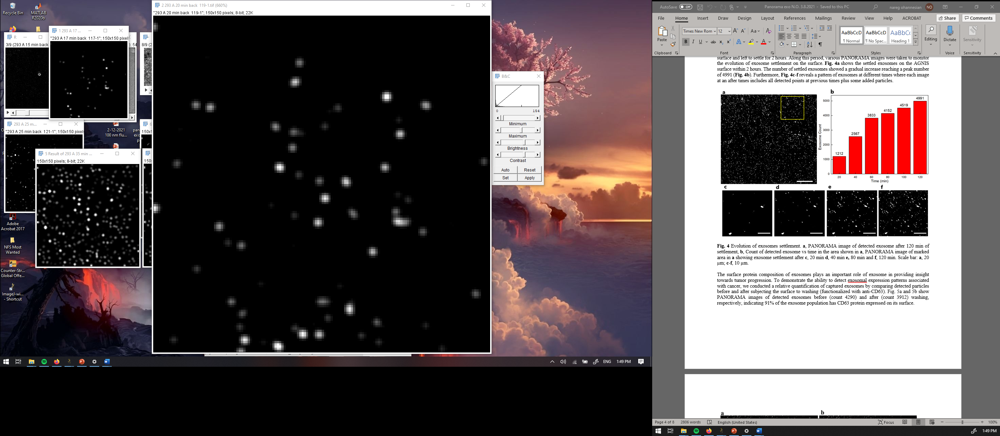 Recycle Bin
MATLAB
R2020b
R
3/9 (293 A 15 min back
1 293 A 17 ...
"293 A 17 min back 117-1"; 150x150 pixels
); 54
8/9 (2
293 A 25 m...
"293 A 25 min back 121-1"; 150x150 pixels
2-12-2021
100 nm flu...
pan
exo
150x1
5 Result of 293 A 35 min ...
150x150 pixels; 8-bit; 22K
150x
Adobe
Acrobat 2017
NFS Most
Wanted
Counter-Str...
Global Offe...
ImageJ-wi...
- Shortcut
2 293 A 20 min back 119-1.tif (660%)
"293 A 20 min back 119-1"; 150x150 pixels; 8-bit; 22K
B&C
0 154
Minimum
Maximum
Brightness
Contrast
Auto Reset
Set Apply
ENG 1:49 PM
AutoSave Off
Panorama exo N.O. 3.8.2021 - Saved to this PC
nareg ohannesian NO
File Home Insert Draw Design Layout References Mailings Review View Help ACROBAT Share Comments
Paste
Times New Rom 12
Aa
B I U ab x₂ x²
AaBbCcD AaBbCcD AaBbCc
¶ Normal ¶ No Spac... Heading 1
Editing
Dictate
Sensitivity
Clipboard Font Paragraph Styles Voice Sensitivity
surface and left to settle for 2 hours. Along this period, various PANORAMA images were taken to monitor
the evolution of exosome settlement on the surface. Fig. 4a shows the settled exosomes on the AGNIS
surface within 2 hours. The number of settled exosomes showed a gradual increase reaching a peak number
of 4991 (Fig. 4b). Furthermore, Fig. 4c-f reveals a pattern of exosomes at different times where each image
at an after times includes all detected points at previous times plus some added particles.
a
b
Exosome Count
5000
4000
3000
2000
1000
0
1212
2567
3833
4152
4519
4991
20 40 60 80 100 120
Time (min)
c d e f
Fig. 4 Evolution of exosomes settlement. a, PANORAMA image of detected exosome after 120 min of
settlement, b, Count of detected exosome vs time in the area shown in a, PANORAMA image of marked
area in a showing exosome settlement after c, 20 min d, 40 min e, 80 min and f, 120 min. Scale bar: a, 20
µm; c-f, 10 µm.
The surface protein composition of exosomes plays an important role of exosome in providing insight
towards tumor progression. To demonstrate the ability to detect exosomal expression patterns associated
with cancer, we conducted a relative quantification of captured exosomes by comparing detected particles
before and after subjecting the surface to washing (functionalized with anti-CD63). Fig. 5a and 5b show
PANORAMA images of detected exosomes before (count 4290) and after (count 3912) washing,
respectively, indicating 91% of the exosome population has CD63 protein expressed on its surface.
a b
Page 4 of 8 2806 words English (United States) Focus 100%
1:49 PM